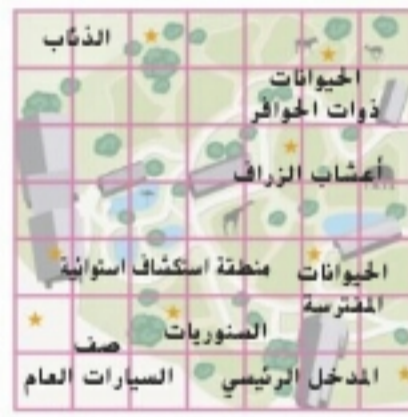 الذئاب
الحيوانات
ذوات الحوافر
أعشاب الزراف
منطقة استكشاف استوائية
الحيوانات
المفترسة
السنوريات
صف
السيارات العام
المدخل الرئيسي